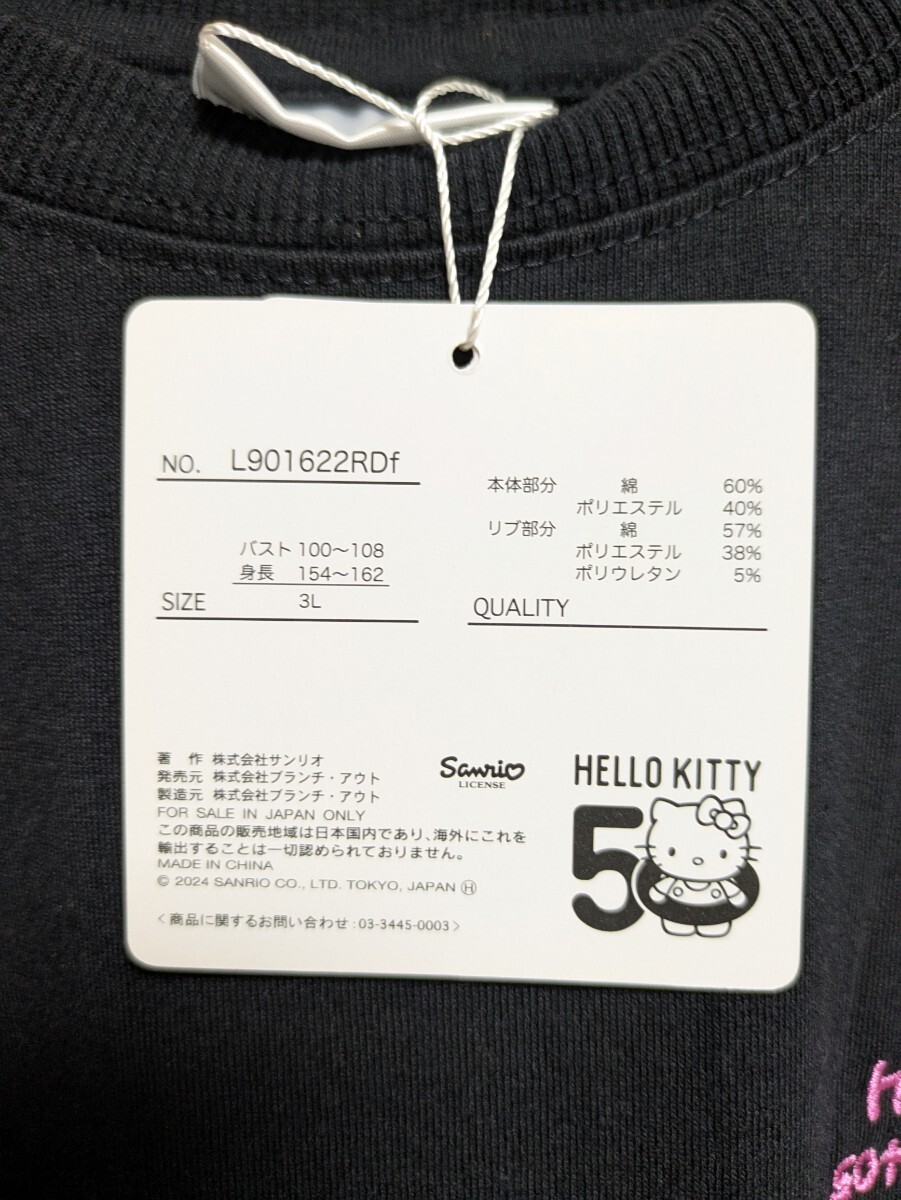 NO. L901622RDf
バスト 100～108
身長 154～162
SIZE 3L
本体部分 綿 60%
ポリエステル 40%
リブ部分 綿 57%
ポリエステル 38%
ポリウレタン 5%
QUALITY
著 作 株式会社サンリオ
発売元 株式会社ブランチ・アウト
製造元 株式会社ブランチ・アウト
FOR SALE IN JAPAN ONLY
この商品の販売地域は日本国内であり、海外にこれを
輸出することは一切認められておりません。
MADE IN CHINA
© 2024 SANRIO CO., LTD. TOKYO, JAPAN Ⓗ
〈商品に関するお問い合わせ:03-3445-0003〉
Sanrio
LICENSE
HELLO KITTY
50